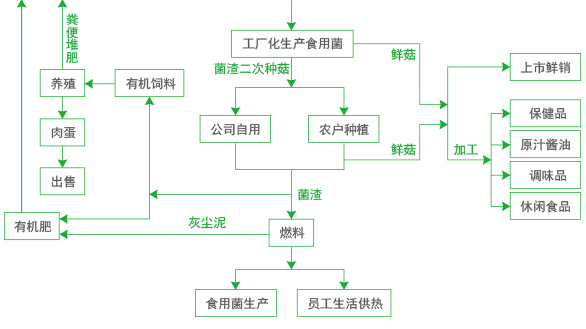 粪便堆肥
工厂化生产食用菌
鲜菇
菌渣二次种菇
上市鲜销
养殖
有机饲料
保健品
公司自用
农户种植
肉蛋
原汁酱油
鲜菇
加工
调味品
出售
菌渣
休闲食品
有机肥
灰尘泥
燃料
食用菌生产
员工生活供热